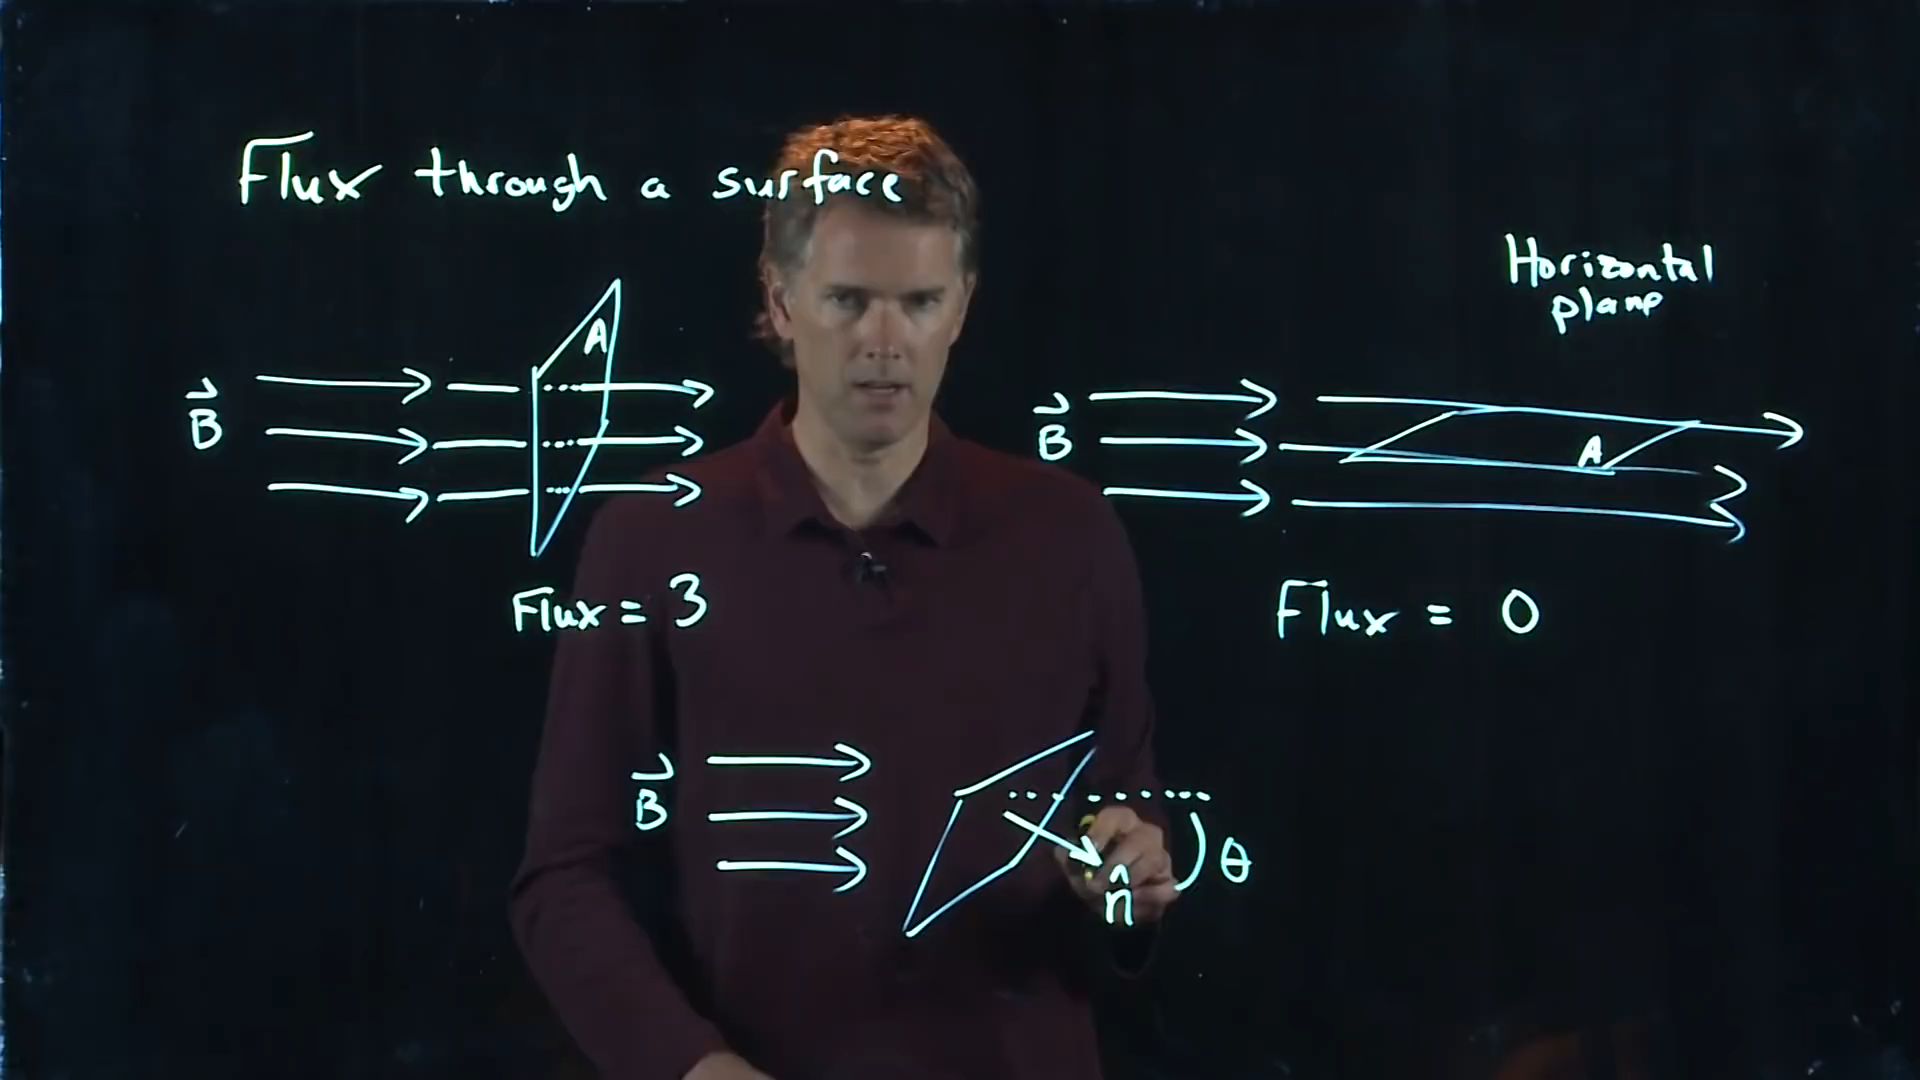 Flux through a surface
Horizontal
plane
A
B
B
A
Flux = 3
Flux = 0
B
n̂
θ